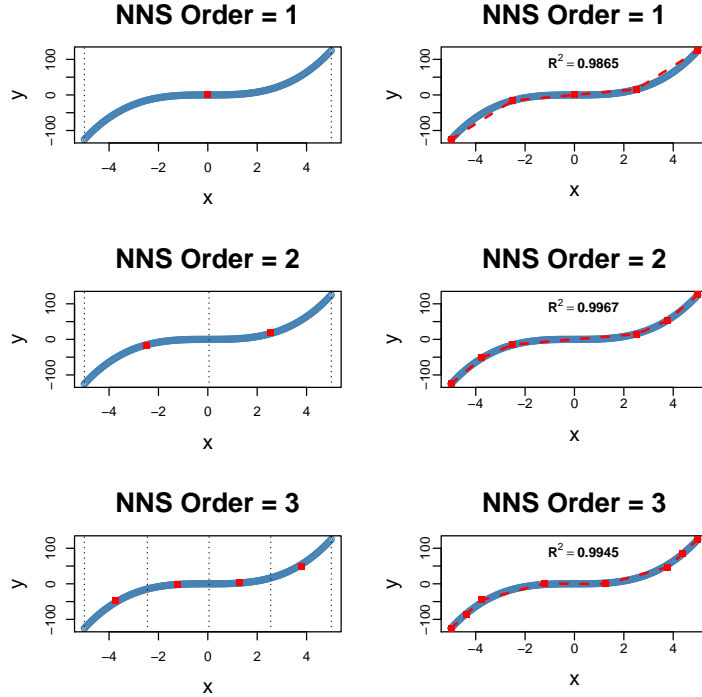 NNS Order = 1
y
−100 0 100
−4 −2 0 2 4
x
NNS Order = 1
R² = 0.9865
y
−100 0 100
−4 −2 0 2 4
x
NNS Order = 2
y
−100 0 100
−4 −2 0 2 4
x
NNS Order = 2
R² = 0.9967
y
−100 0 100
−4 −2 0 2 4
x
NNS Order = 3
y
−100 0 100
−4 −2 0 2 4
x
NNS Order = 3
R² = 0.9945
y
−100 0 100
−4 −2 0 2 4
x